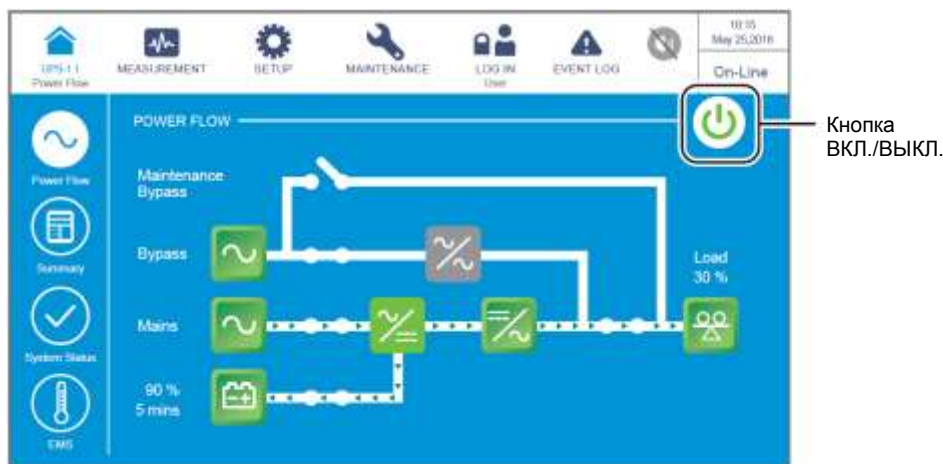 10:15
May 25,2016
On-Line
UPS-1.1
Power Flow
MEASUREMENT
SETUP
MAINTENANCE
LOG IN
User
EVENT LOG
POWER FLOW
Кнопка
ВКЛ./ВЫКЛ.
Power Flow
Maintenance
Bypass
Bypass
Summary
Load
30 %
Mains
System Status
90 %
5 mins
EMS